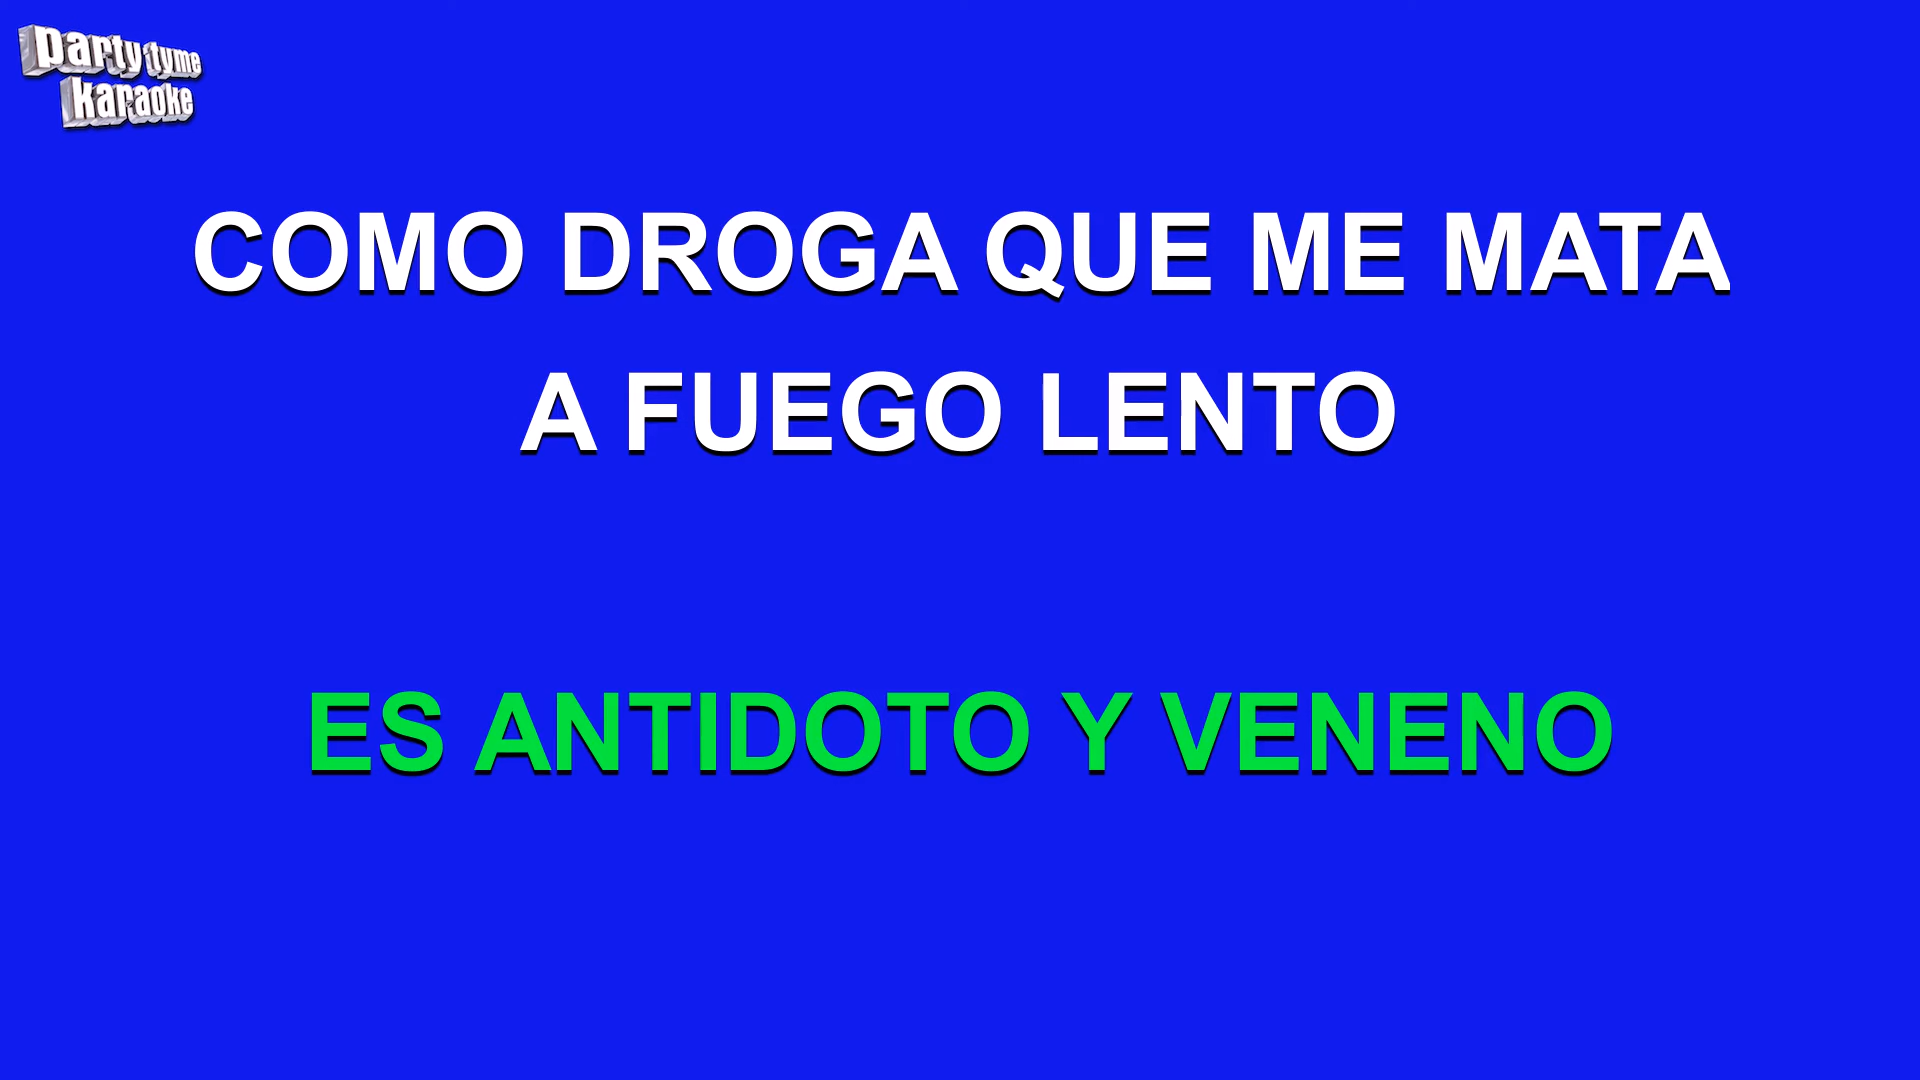 party tyme
karaoke
COMO DROGA QUE ME MATA
A FUEGO LENTO
ES ANTIDOTO Y VENENO